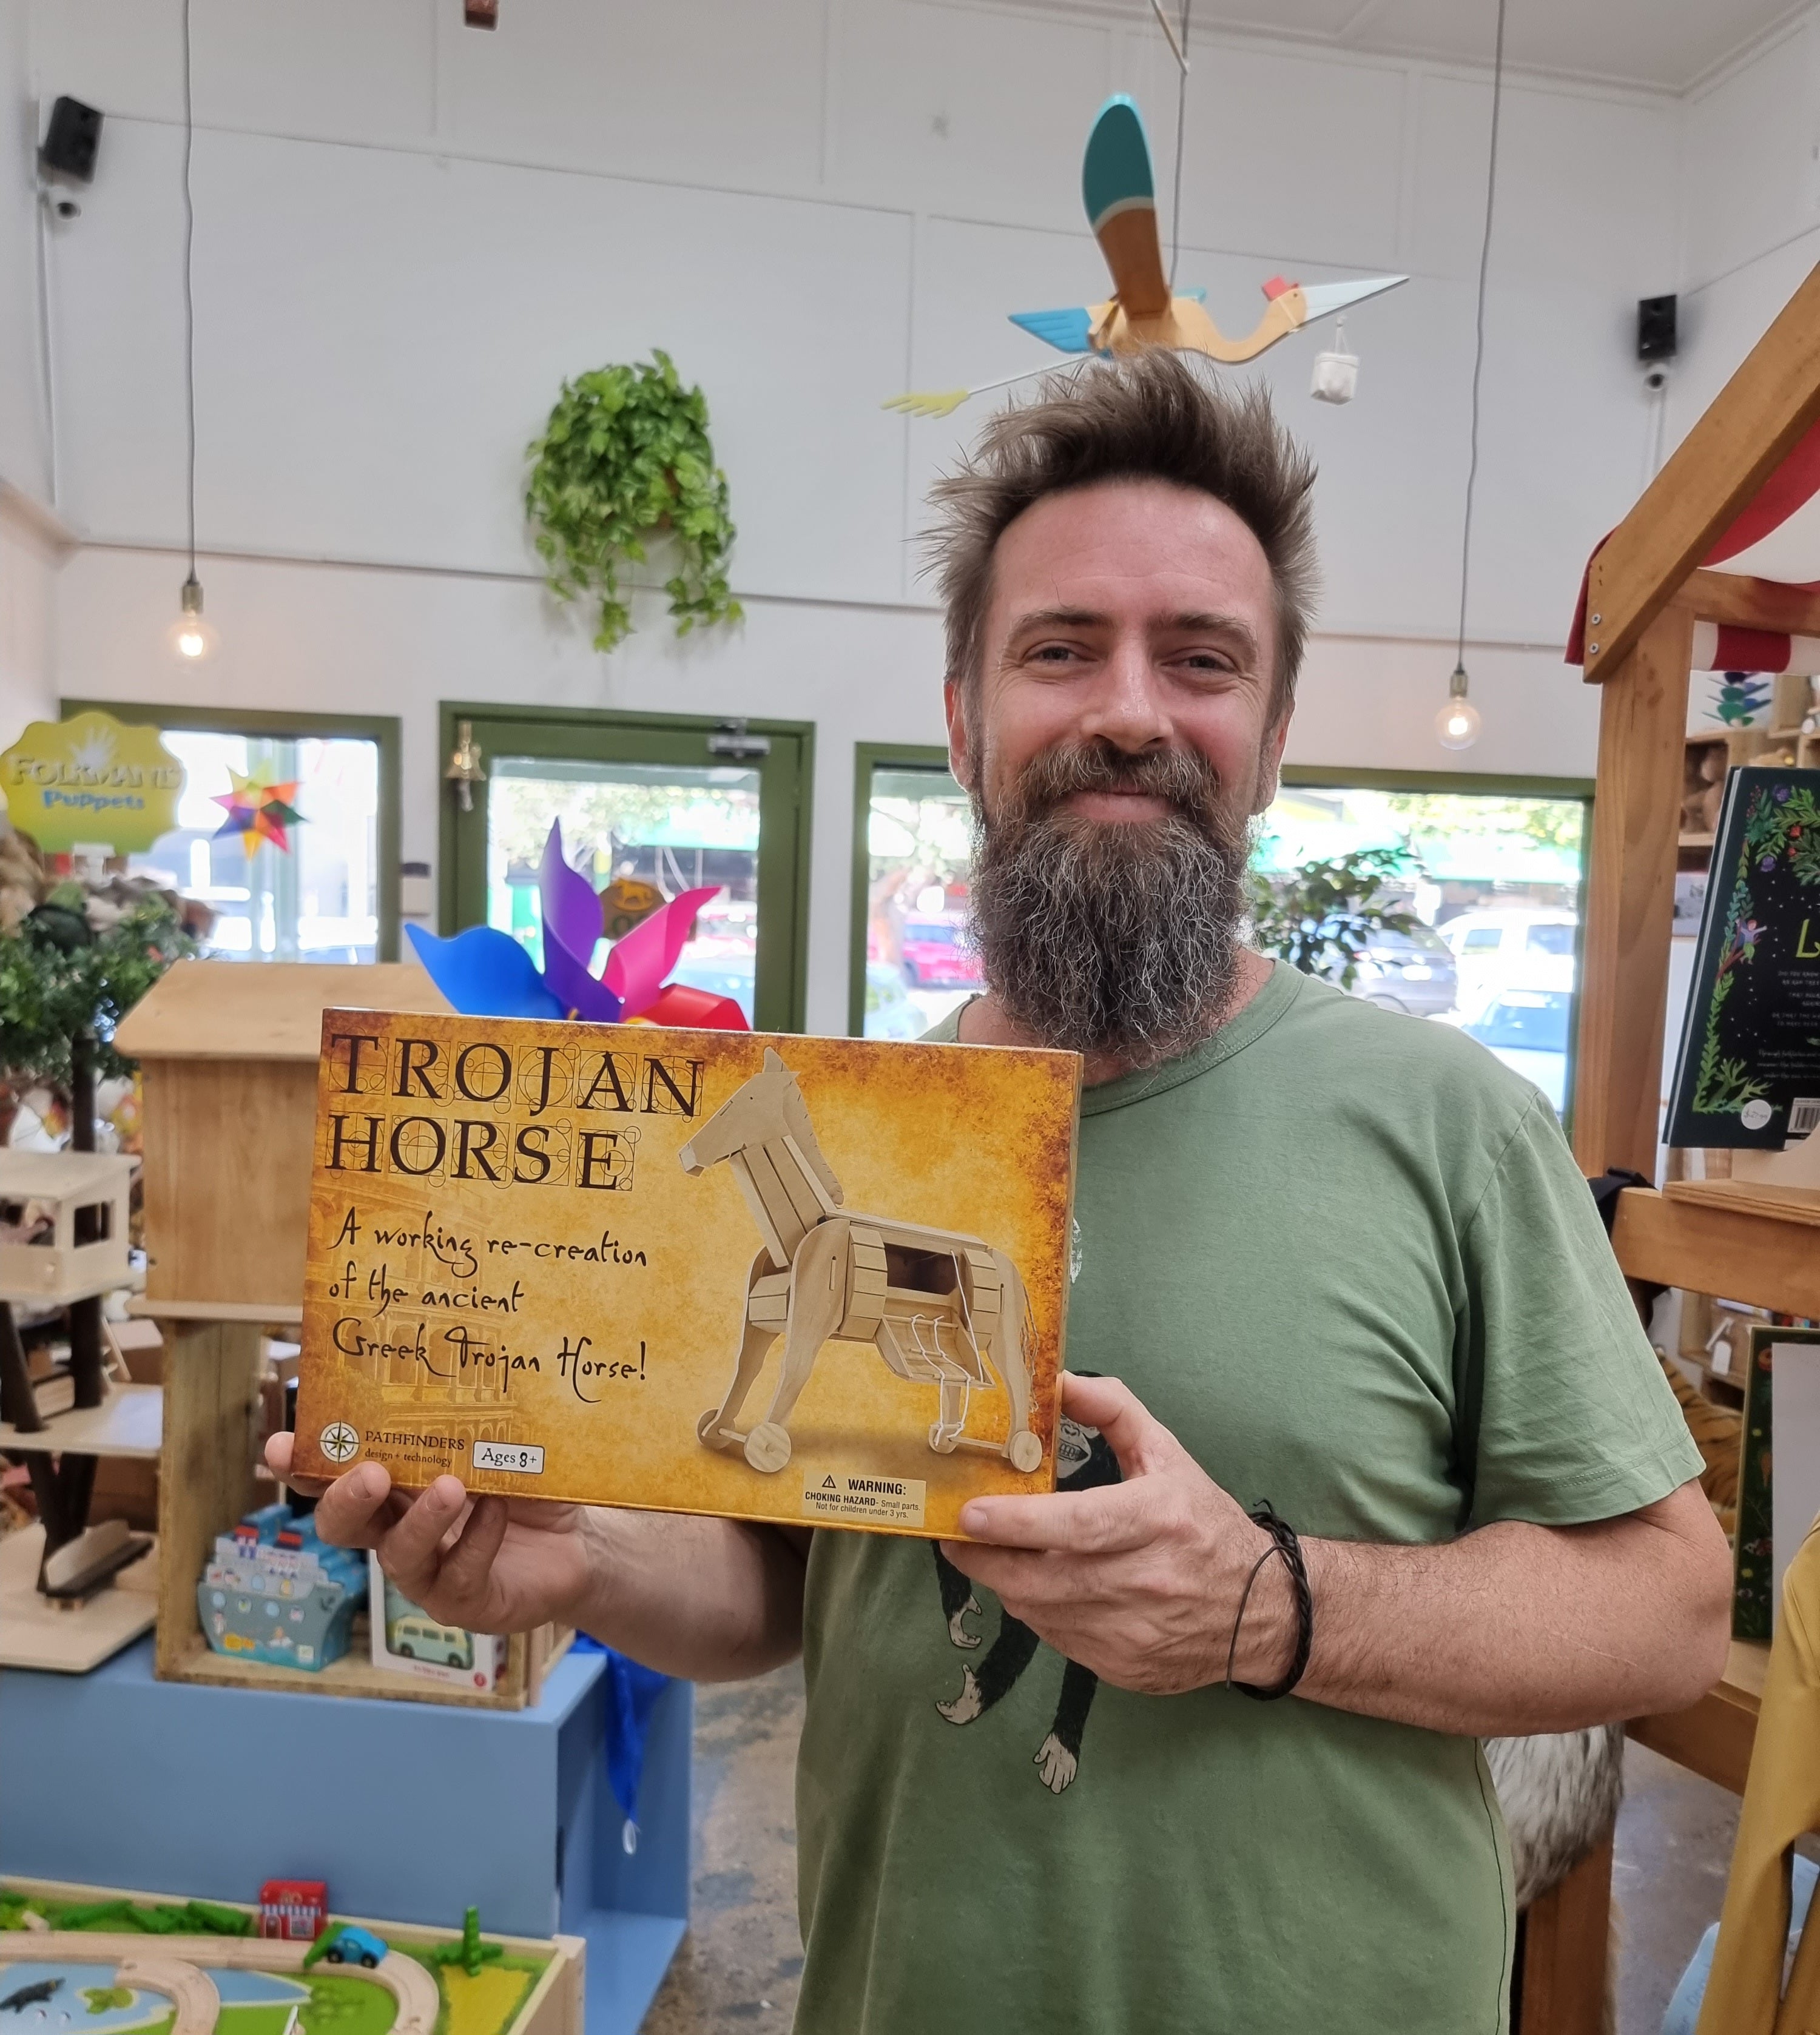 FOLKMANIS
Puppets
TROJAN
HORSE
A working re-creation
of the ancient
Greek Trojan Horse!
PATHFINDERS
design + technology
Ages 8+
WARNING:
CHOKING HAZARD- Small parts.
Not for children under 3 yrs.